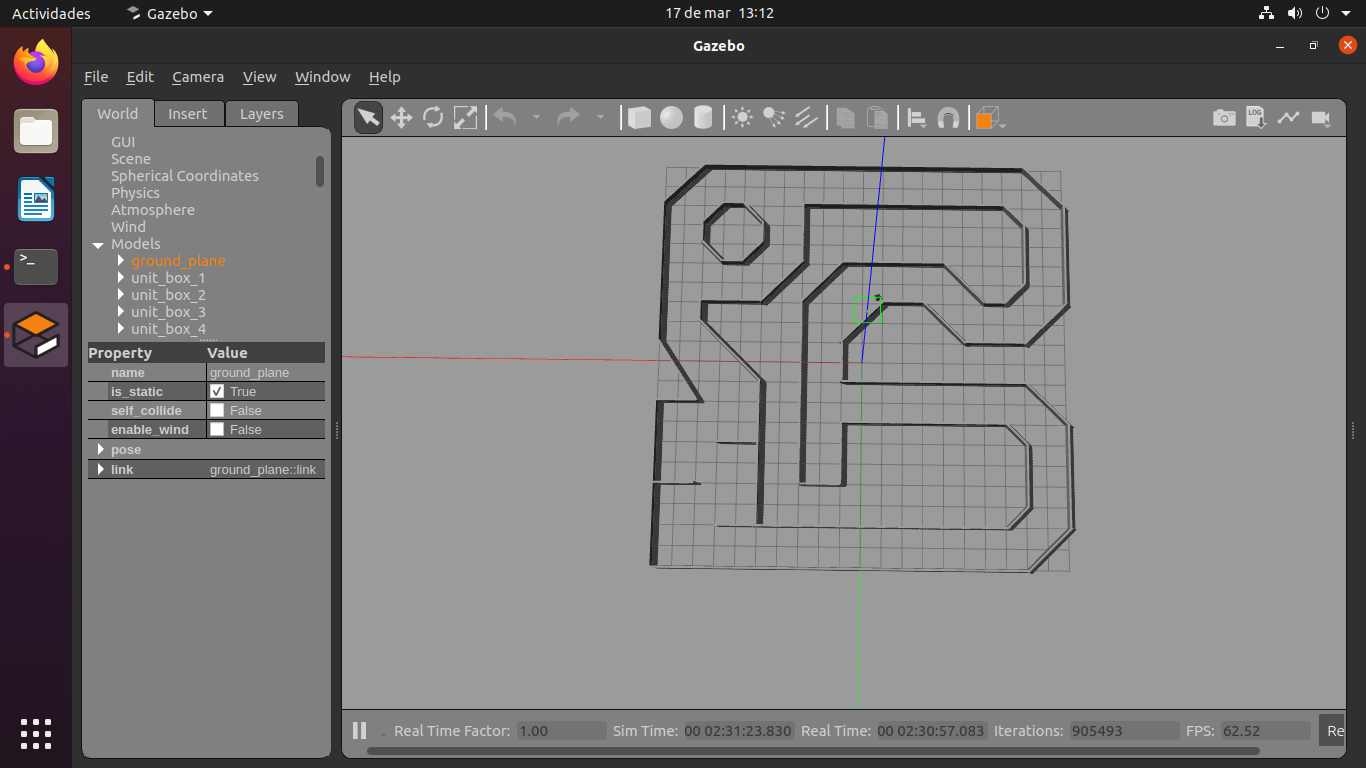 Actividades Gazebo 17 de mar 13:12
Gazebo
File Edit Camera View Window Help
World Insert Layers
GUI
Scene
Spherical Coordinates
Physics
Atmosphere
Wind
Models
ground_plane
unit_box_1
unit_box_2
unit_box_3
unit_box_4
Property Value
name ground_plane
is_static True
self_collide False
enable_wind False
pose
link ground_plane::link
LOG
>_
Real Time Factor: 1.00 Sim Time: 00 02:31:23.830 Real Time: 00 02:30:57.083 Iterations: 905493 FPS: 62.52 Re